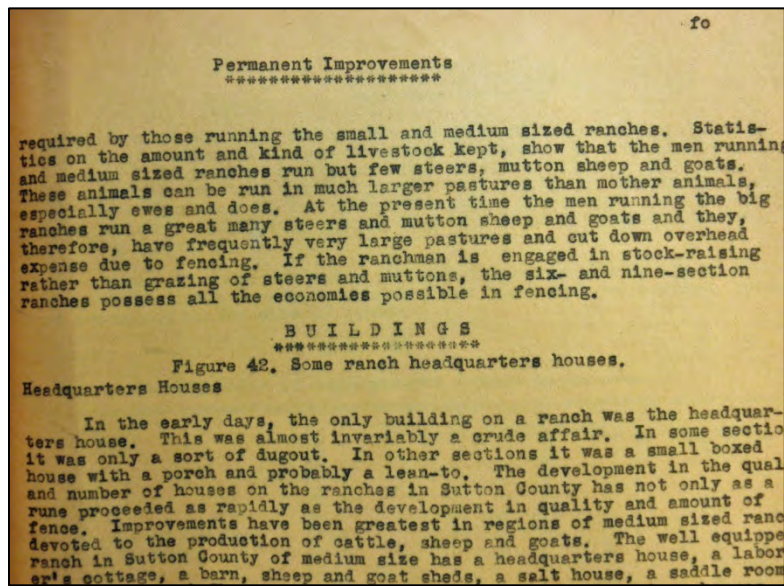 fo
Permanent Improvements
********************
required by those running the small and medium sized ranches. Statis-
tics on the amount and kind of livestock kept, show that the men running
and medium sized ranches run but few steers, mutton sheep and goats.
These animals can be run in much larger pastures than mother animals,
especially ewes and does. At the present time the men running the big
ranches run a great many steers and mutton sheep and goats and they,
therefore, have frequently very large pastures and cut down overhead
expense due to fencing. If the ranchman is engaged in stock-raising
rather than grazing of steers and muttons, the six- and nine-section
ranches possess all the economies possible in fencing.
B U I L D I N G S
*******************
Figure 42. Some ranch headquarters houses.
Headquarters Houses
In the early days, the only building on a ranch was the headquar-
ters house. This was almost invariably a crude affair. In some sectio
it was only a sort of dugout. In other sections it was a small boxed
house with a porch and probably a lean-to. The development in the qual
and number of houses on the ranches in Sutton County has not only as a
rune proceeded as rapidly as the development in quality and amount of
fence. Improvements have been greatest in regions of medium sized ranc
devoted to the production of cattle, sheep and goats. The well equippe
ranch in Sutton County of medium size has a headquarters house, a labor
er's cottage, a barn, sheep and goat sheds, a salt house, a saddle room